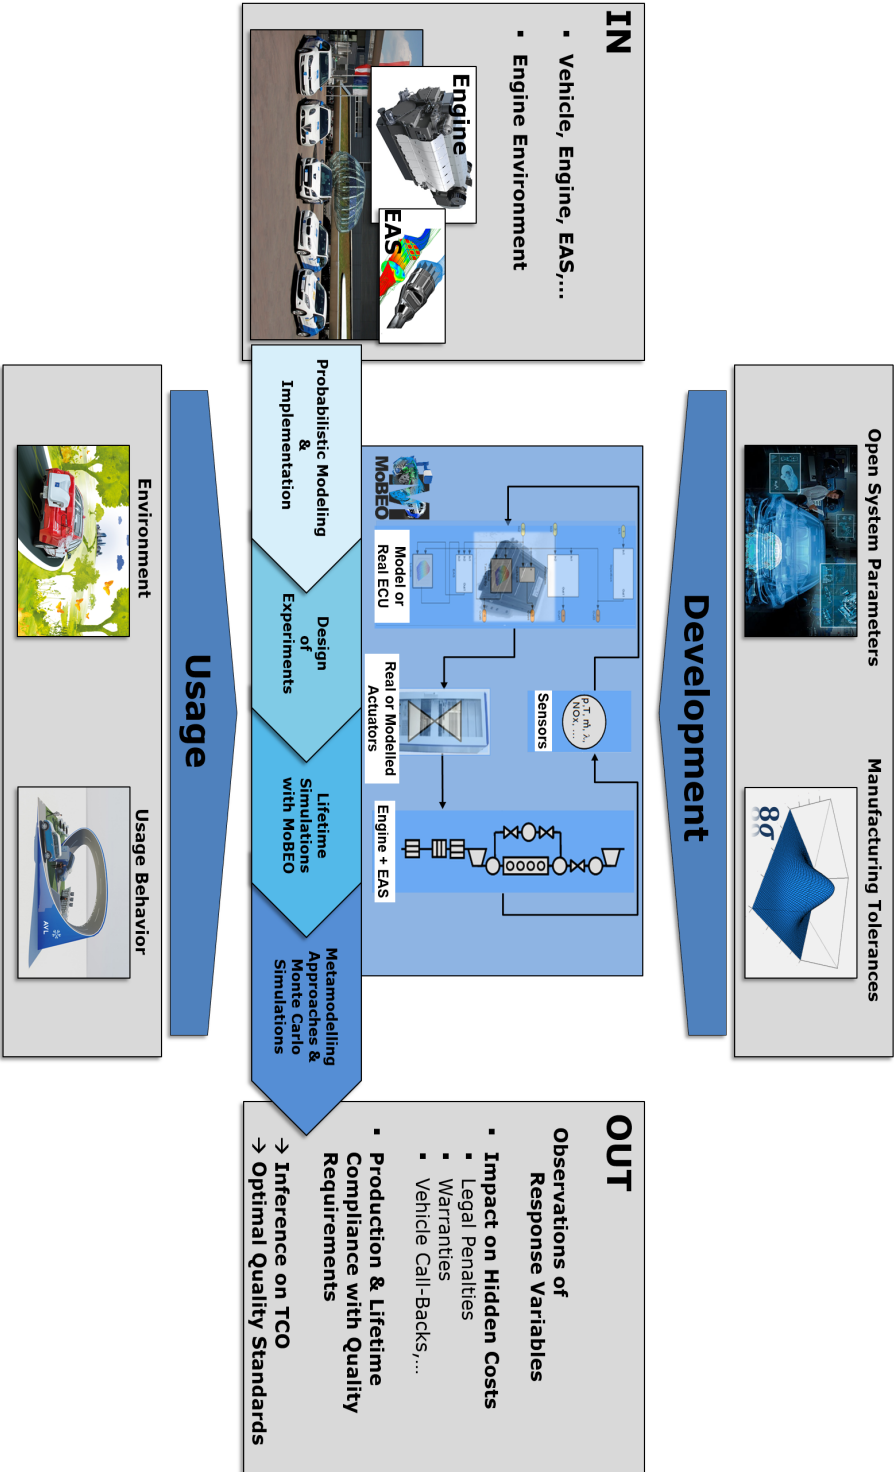 Open System Parameters
Manufacturing Tolerances
8σ
Development
IN
▪ Vehicle, Engine, EAS,...
▪ Engine Environment
Engine
EAS
MoBEO
Model or
Real ECU
Sensors
p,T, ṁ, λ,
NOx, ...
Real or Modelled
Actuators
Engine + EAS
Probabilistic Modeling
&
Implementation
Design
of
Experiments
Lifetime
Simulations
with MoBEO
Metamodelling
Approaches &
Monte Carlo
Simulations
OUT
Observations of
Response Variables
▪ Impact on Hidden Costs
▪ Legal Penalties
▪ Warranties
▪ Vehicle Call-Backs,...
▪ Production & Lifetime
Compliance with Quality
Requirements
→ Inference on TCO
→ Optimal Quality Standards
Usage
Environment
Usage Behavior
AVL